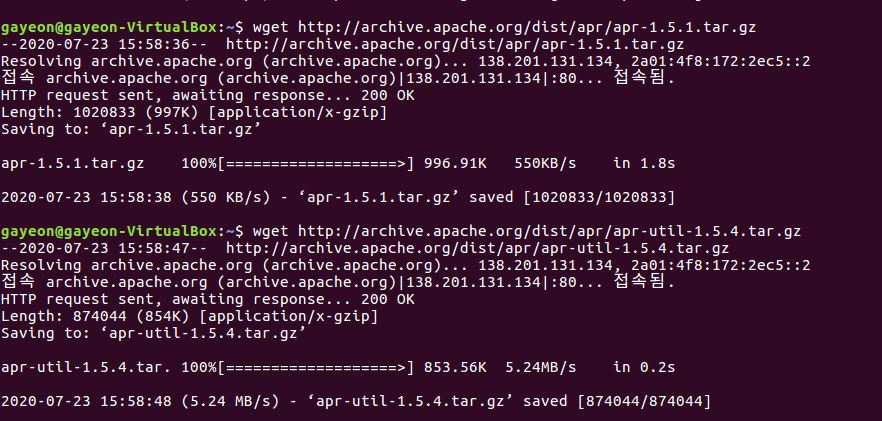 gayeon@gayeon-VirtualBox:~$ wget http://archive.apache.org/dist/apr/apr-1.5.1.tar.gz
--2020-07-23 15:58:36--  http://archive.apache.org/dist/apr/apr-1.5.1.tar.gz
Resolving archive.apache.org (archive.apache.org)... 138.201.131.134, 2a01:4f8:172:2ec5::2
접속 archive.apache.org (archive.apache.org)|138.201.131.134|:80... 접속됨.
HTTP request sent, awaiting response... 200 OK
Length: 1020833 (997K) [application/x-gzip]
Saving to: ‘apr-1.5.1.tar.gz’
apr-1.5.1.tar.gz    100%[===================>] 996.91K   550KB/s    in 1.8s
2020-07-23 15:58:38 (550 KB/s) - ‘apr-1.5.1.tar.gz’ saved [1020833/1020833]
gayeon@gayeon-VirtualBox:~$ wget http://archive.apache.org/dist/apr/apr-util-1.5.4.tar.gz
--2020-07-23 15:58:47--  http://archive.apache.org/dist/apr/apr-util-1.5.4.tar.gz
Resolving archive.apache.org (archive.apache.org)... 138.201.131.134, 2a01:4f8:172:2ec5::2
접속 archive.apache.org (archive.apache.org)|138.201.131.134|:80... 접속됨.
HTTP request sent, awaiting response... 200 OK
Length: 874044 (854K) [application/x-gzip]
Saving to: ‘apr-util-1.5.4.tar.gz’
apr-util-1.5.4.tar. 100%[===================>] 853.56K  5.24MB/s    in 0.2s
2020-07-23 15:58:48 (5.24 MB/s) - ‘apr-util-1.5.4.tar.gz’ saved [874044/874044]